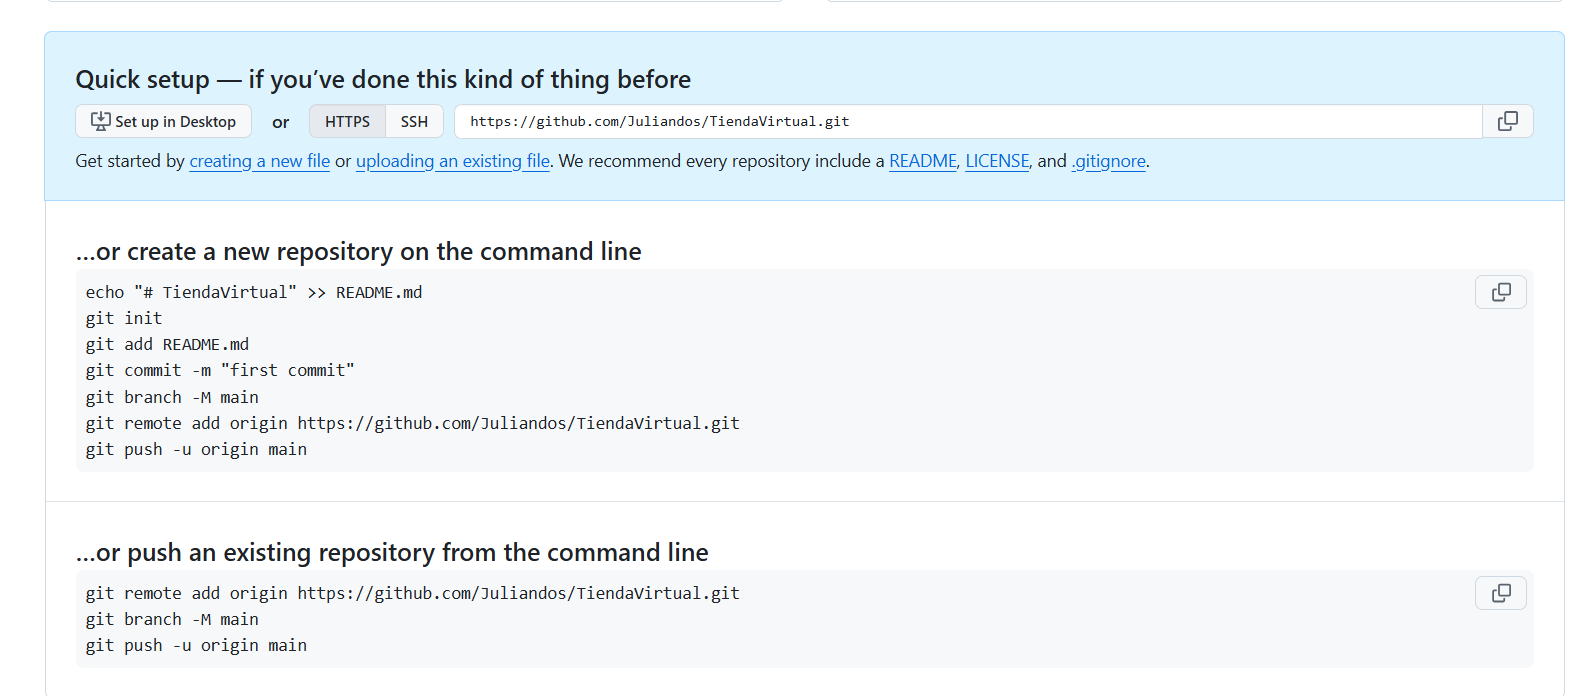 Quick setup — if you’ve done this kind of thing before
Set up in Desktop or HTTPS SSH https://github.com/Juliandos/TiendaVirtual.git
Get started by creating a new file or uploading an existing file. We recommend every repository include a README, LICENSE, and .gitignore.
…or create a new repository on the command line
echo "# TiendaVirtual" >> README.md
git init
git add README.md
git commit -m "first commit"
git branch -M main
git remote add origin https://github.com/Juliandos/TiendaVirtual.git
git push -u origin main
…or push an existing repository from the command line
git remote add origin https://github.com/Juliandos/TiendaVirtual.git
git branch -M main
git push -u origin main